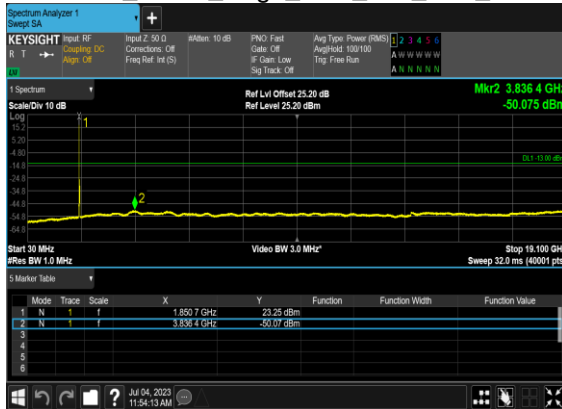 Spectrum Analyzer 1
Swept SA
+
KEYSIGHT Input: RF Input Z: 50 Ω #Atten: 10 dB PNO: Fast Avg Type: Power (RMS) 1 2 3 4 5 6
R T Coupling: DC Corrections: Off Gate: Off Avg|Hold: 100/100 A W W W W W
Align: Off Freq Ref: Int (S) IF Gain: Low Trig: Free Run
LW Sig Track: Off A N N N N N
1 Spectrum Ref Lvl Offset 25.20 dB Mkr2 3.836 4 GHz
Scale/Div 10 dB Ref Level 25.20 dBm -50.075 dBm
Log
15.2 1
5.20
-4.80
-14.8 DL1 -13.00 dBm
-24.8
-34.8
-44.8 2
-54.8
-64.8
Start 30 MHz Video BW 3.0 MHz* Stop 19.100 GHz
#Res BW 1.0 MHz Sweep 32.0 ms (40001 pts)
5 Marker Table
Mode Trace Scale X Y Function Function Width Function Value
1 N 1 f 1.850 7 GHz 23.25 dBm
2 N 1 f 3.836 4 GHz -50.07 dBm
3
4
5
6
? Jul 04, 2023
11:54:13 AM